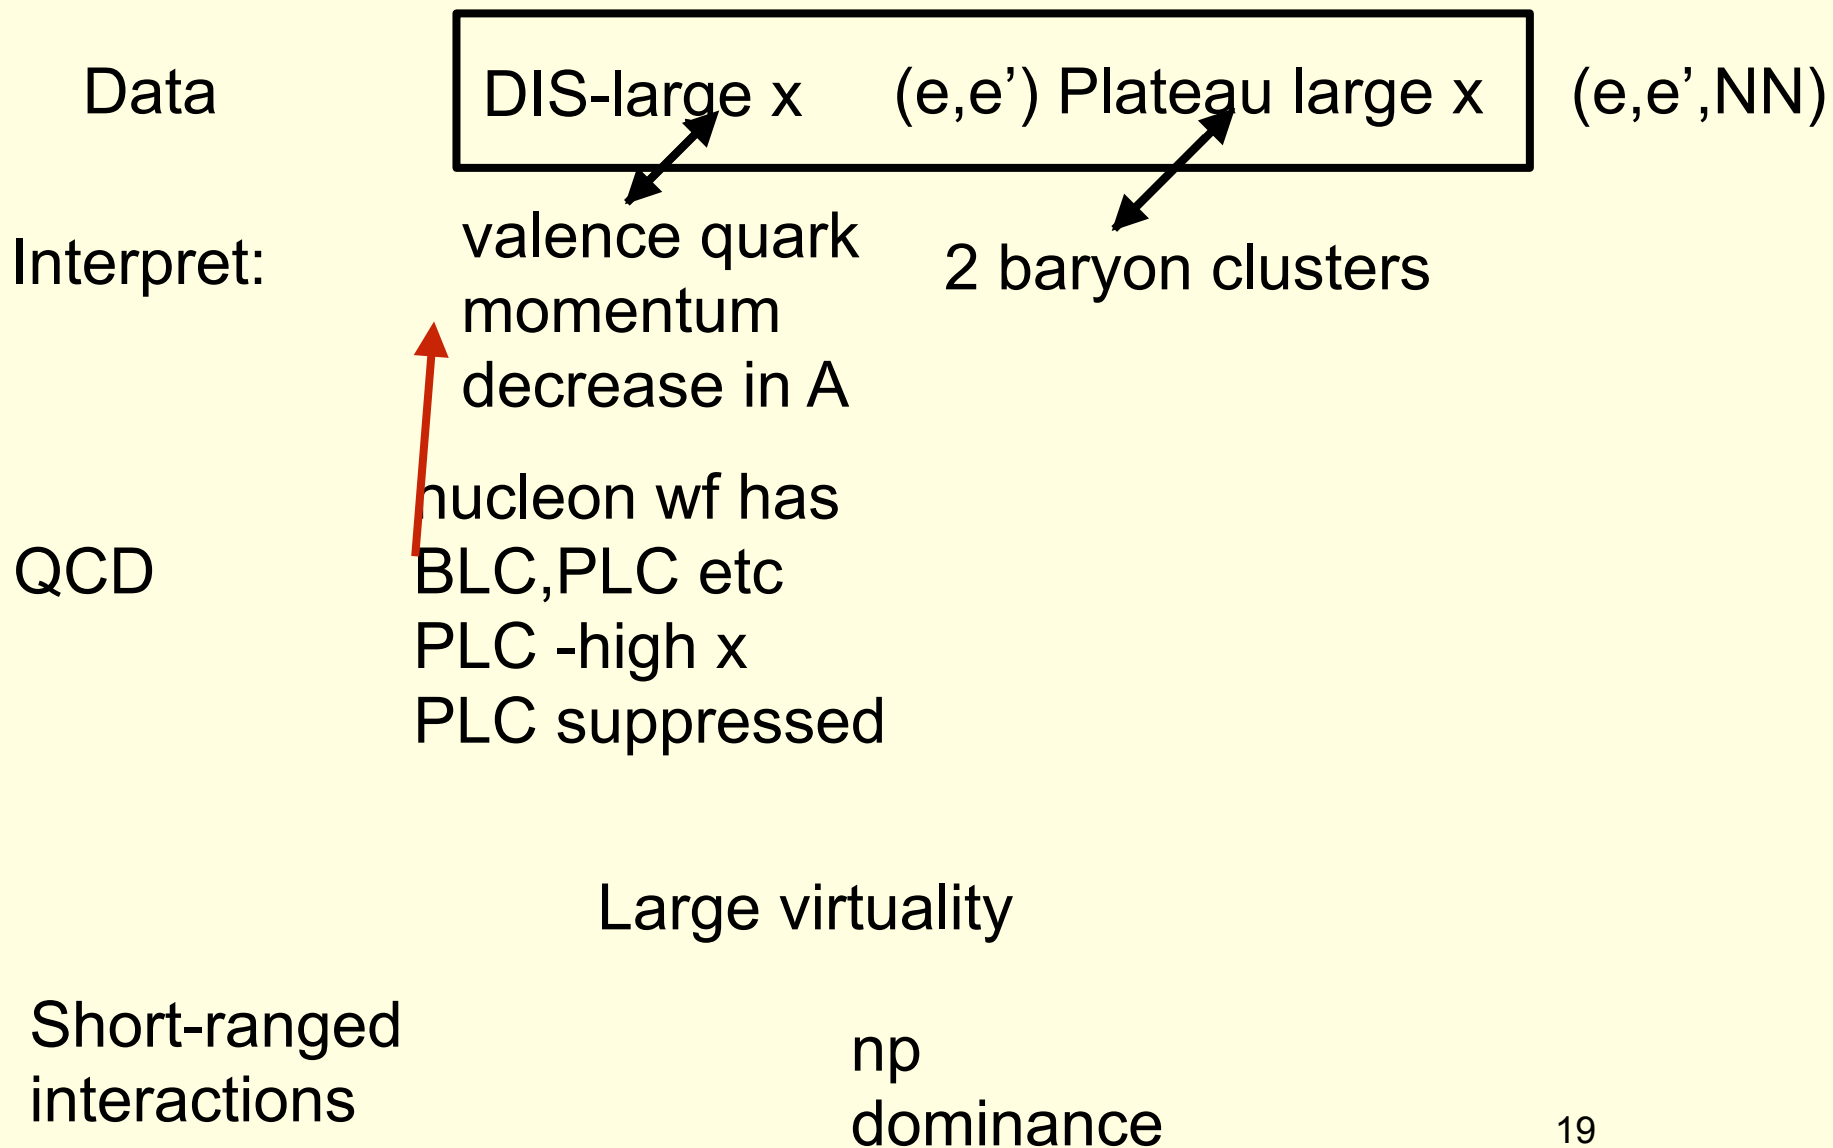 Data
DIS-large x
(e,e’) Plateau large x
(e,e’,NN)
Interpret:
valence quark
momentum
decrease in A
2 baryon clusters
QCD
nucleon wf has
BLC,PLC etc
PLC -high x
PLC suppressed
Large virtuality
Short-ranged
interactions
np
dominance
19